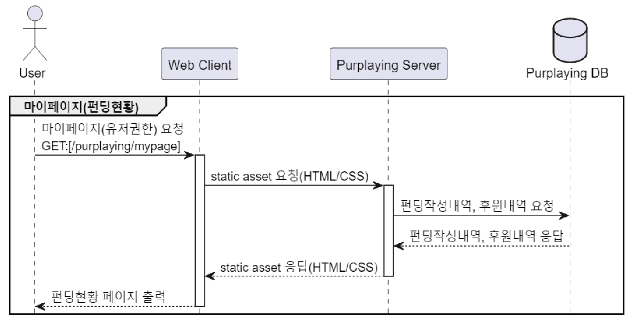 User
Web Client
Purplaying Server
Purplaying DB
마이페이지(펀딩현황)
마이페이지(유저권한) 요청
GET:[/purplaying/mypage]
static asset 요청(HTML/CSS)
펀딩작성내역, 후원내역 요청
펀딩작성내역, 후원내역 응답
static asset 응답(HTML/CSS)
펀딩현황 페이지 출력